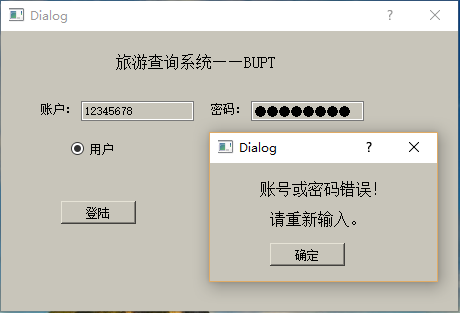 Dialog
旅游查询系统——BUPT
账户： 12345678 密码： ●●●●●●●●
用户
登陆
Dialog
账号或密码错误！
请重新输入。
确定